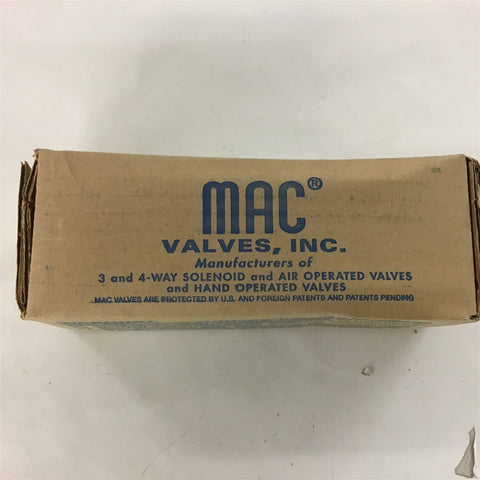 MAC®
VALVES, INC.
Manufacturers of
3 and 4-WAY SOLENOID and AIR OPERATED VALVES
and HAND OPERATED VALVES
MAC VALVES ARE PROTECTED BY U.S. AND FOREIGN PATENTS AND PATENTS PENDING